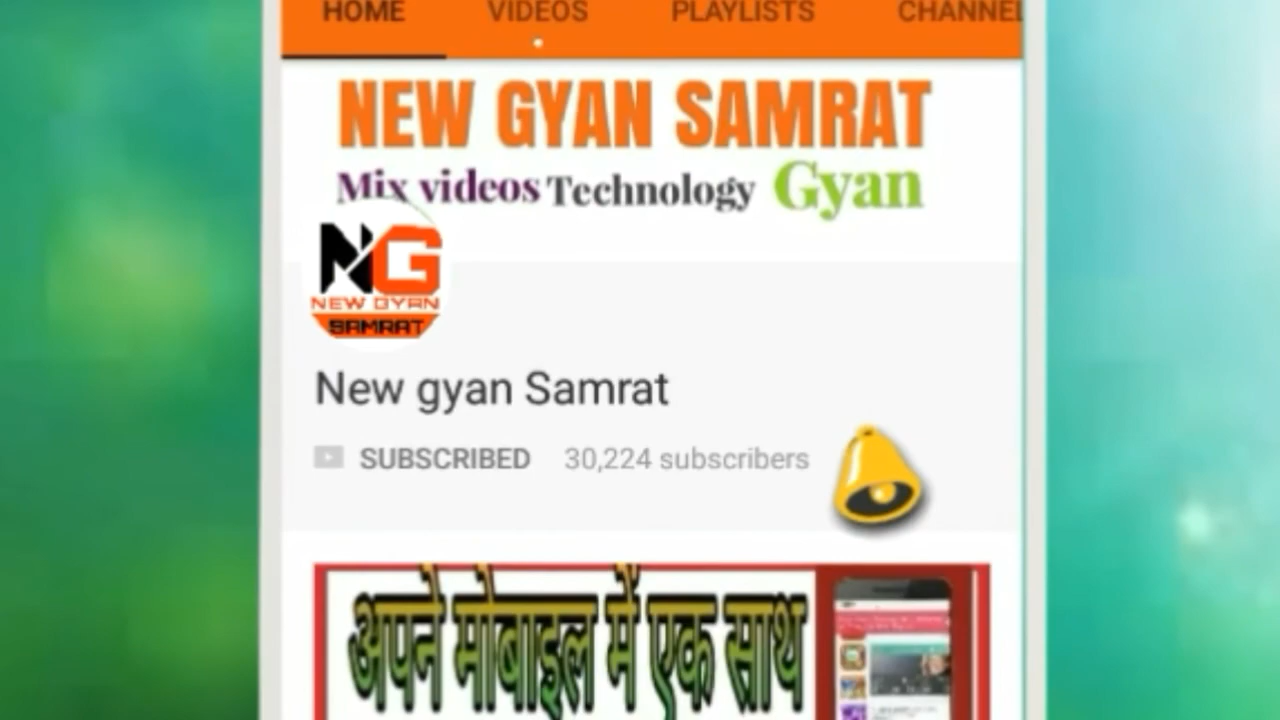 HOME VIDEOS PLAYLISTS CHANNEL
NEW GYAN SAMRAT
Mix videos Technology Gyan
NG
NEW GYAN
SAMRAT
New gyan Samrat
SUBSCRIBED 30,224 subscribers
अपने मोबाइल में एक साथ